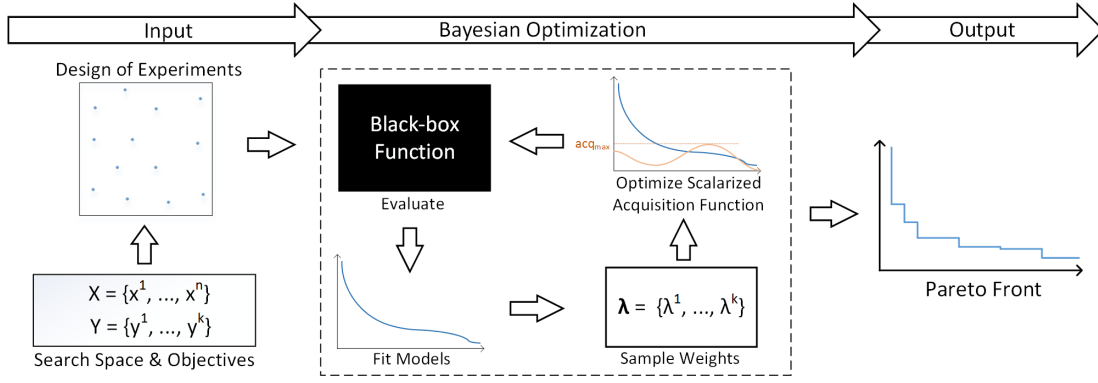 Input
Bayesian Optimization
Output
Design of Experiments
X = {x¹, ..., xⁿ}
Y = {y¹, ..., yᵏ}
Search Space & Objectives
Black-box
Function
Evaluate
Fit Models
acqₘₐₓ
Optimize Scalarized
Acquisition Function
λ = {λ¹, ..., λᵏ}
Sample Weights
Pareto Front